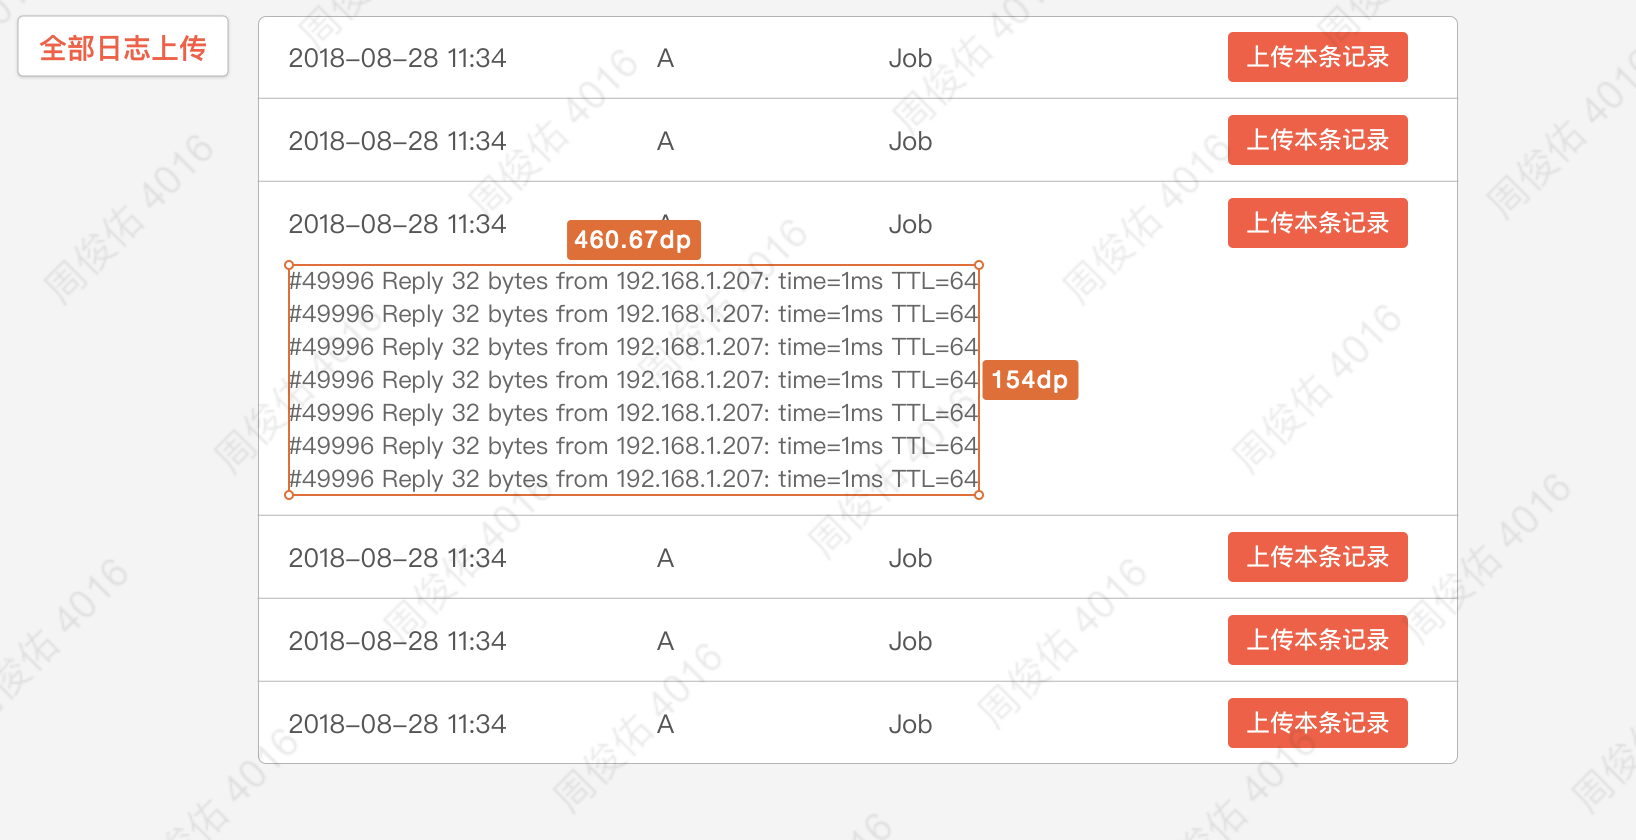 全部日志上传
2018-08-28 11:34 A Job 上传本条记录
2018-08-28 11:34 A Job 上传本条记录
2018-08-28 11:34 A Job 上传本条记录
460.67dp
#49996 Reply 32 bytes from 192.168.1.207: time=1ms TTL=64
#49996 Reply 32 bytes from 192.168.1.207: time=1ms TTL=64
#49996 Reply 32 bytes from 192.168.1.207: time=1ms TTL=64
#49996 Reply 32 bytes from 192.168.1.207: time=1ms TTL=64
154dp
#49996 Reply 32 bytes from 192.168.1.207: time=1ms TTL=64
#49996 Reply 32 bytes from 192.168.1.207: time=1ms TTL=64
#49996 Reply 32 bytes from 192.168.1.207: time=1ms TTL=64
2018-08-28 11:34 A Job 上传本条记录
2018-08-28 11:34 A Job 上传本条记录
2018-08-28 11:34 A Job 上传本条记录
周俊佑 4016